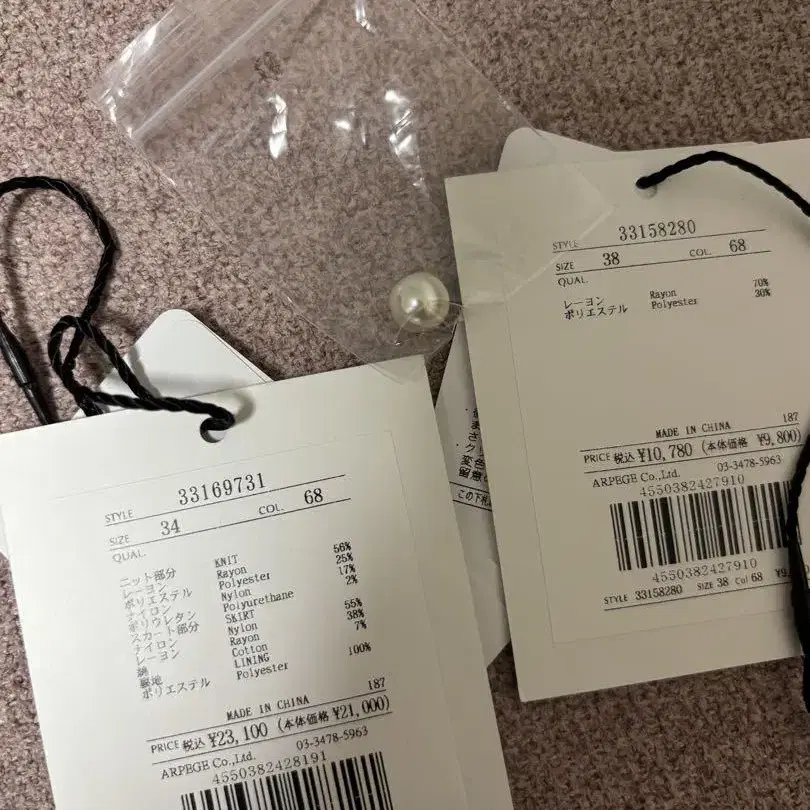 STYLE 33158280
SIZE 38 COL. 68
QUAL.
レーヨン Rayon 70%
ポリエステル Polyester 30%
187
MADE IN CHINA
PRICE 税込 ¥10,780 (本体価格 ¥9,800)
ARPEGE Co.,Ltd. 03-3478-5963
4550382427910
4550382427910
STYLE 33158280 SIZE 38 Col 68
この下札
STYLE 33169731
SIZE 34 COL. 68
QUAL.
ニット部分 KNIT
レーヨン Rayon 56%
ポリエステル Polyester 25%
ナイロン Nylon 17%
ポリウレタン Polyurethane 2%
スカート部分 SKIRT
ナイロン Nylon 55%
レーヨン Rayon 38%
綿 Cotton 7%
裏地 LINING
ポリエステル Polyester 100%
187
MADE IN CHINA
PRICE 税込 ¥23,100 (本体価格 ¥21,000)
ARPEGE Co.,Ltd. 03-3478-5963
4550382428191